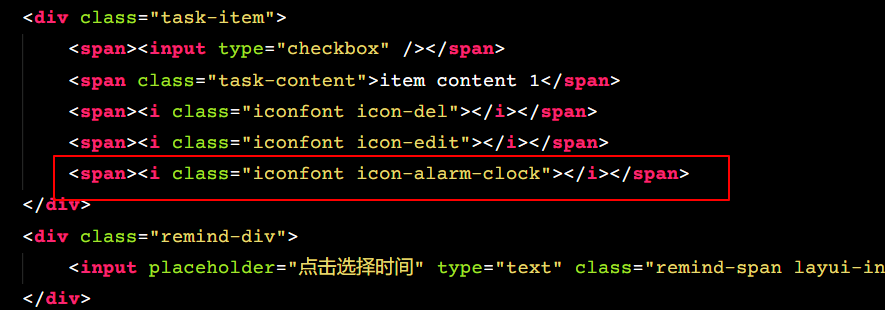 <div class="task-item">
<span><input type="checkbox" /></span>
<span class="task-content">item content 1</span>
<span><i class="iconfont icon-del"></i></span>
<span><i class="iconfont icon-edit"></i></span>
<span><i class="iconfont icon-alarm-clock"></i></span>
</div>
<div class="remind-div">
<input placeholder="点击选择时间" type="text" class="remind-span layui-in
</div>